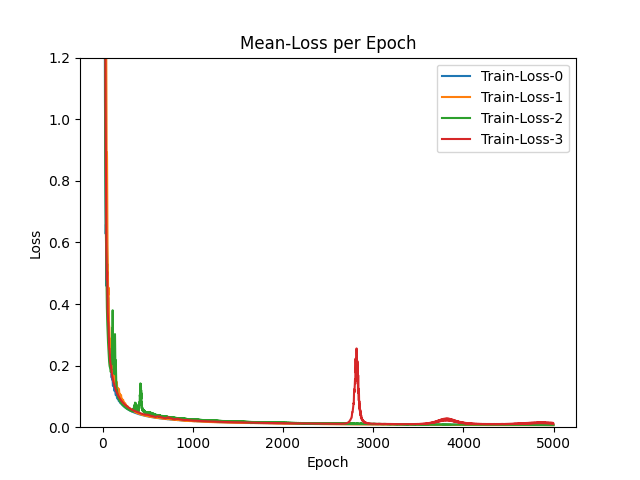 Mean-Loss per Epoch
Train-Loss-0
Train-Loss-1
Train-Loss-2
Train-Loss-3
1.2
1.0
0.8
0.6
0.4
0.2
0.0
Loss
0 1000 2000 3000 4000 5000
Epoch